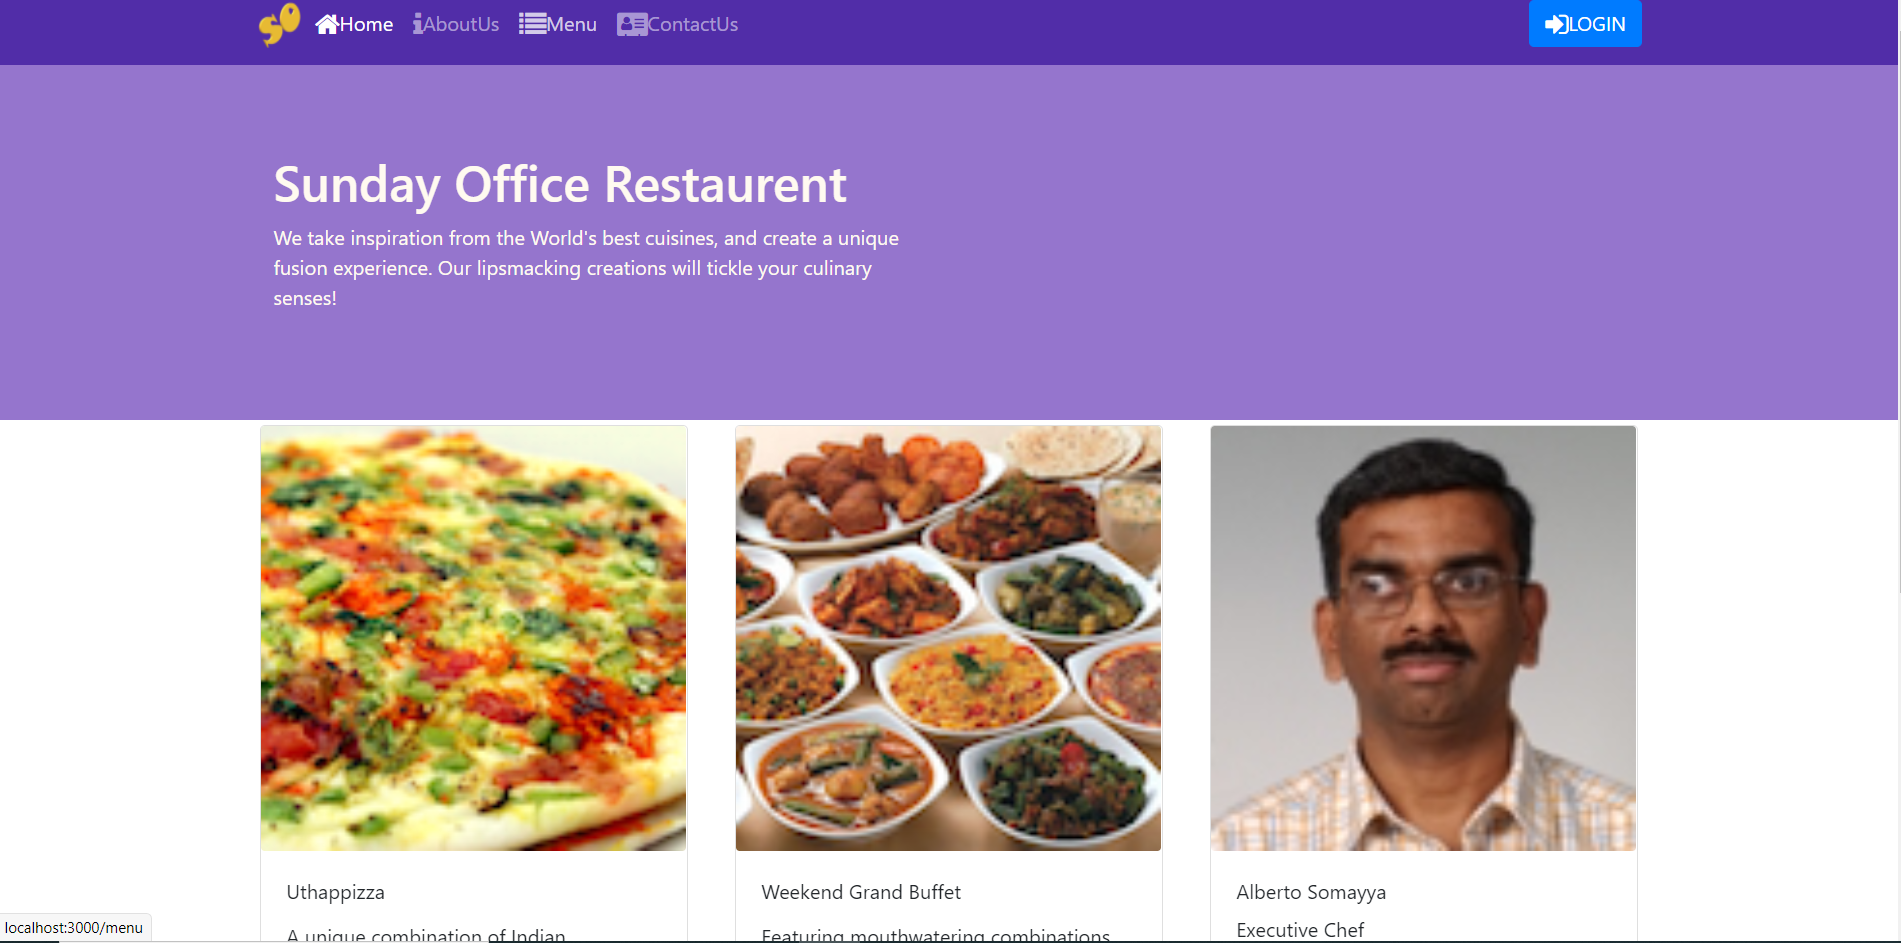 SO
Home AboutUs Menu ContactUs LOGIN
Sunday Office Restaurent
We take inspiration from the World's best cuisines, and create a unique
fusion experience. Our lipsmacking creations will tickle your culinary
senses!
Uthappizza
A unique combination of Indian
Weekend Grand Buffet
Featuring mouthwatering combinations
Alberto Somayya
Executive Chef
localhost:3000/menu